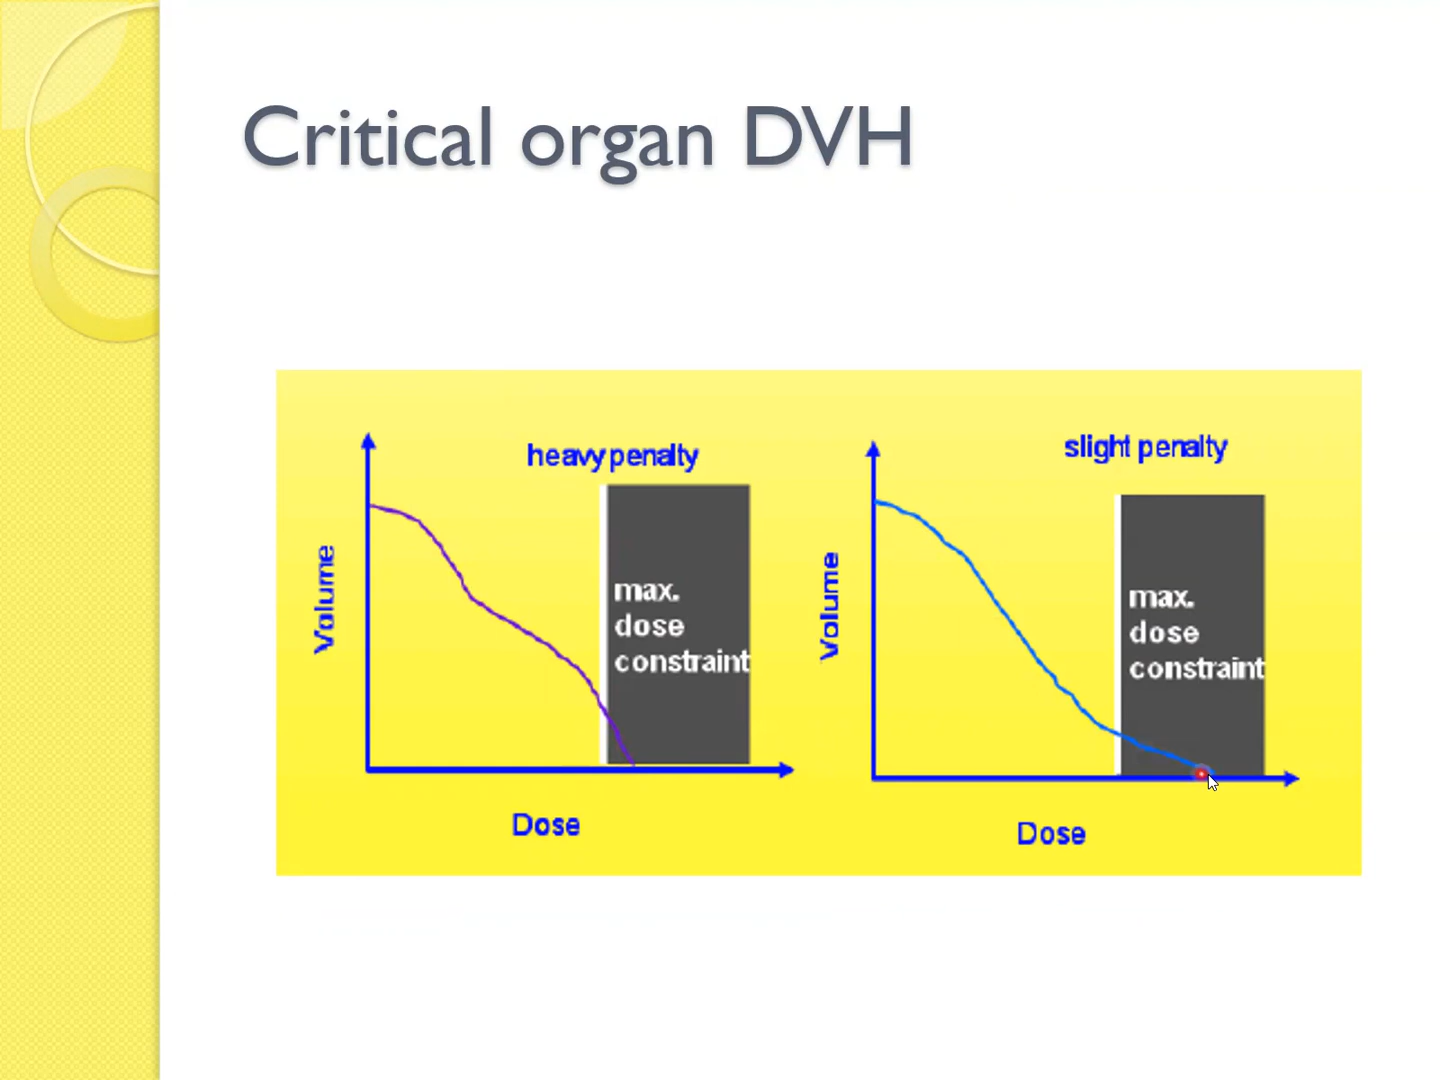 Critical organ DVH
heavy penalty
Volume
max.
dose
constraint
Dose
slight penalty
Volume
max.
dose
constraint
Dose